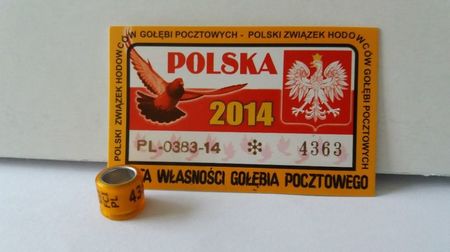 POLSKI ZWIĄZEK HODOWCÓW GOŁĘBI POCZTOWYCH - POLSKI ZWIĄZEK HODOWCÓW GOŁĘBI POCZTOWYCH
POLSKA
2014
PL-0383-14 * 4363
WŁASNOŚCI GOŁĘBIA POCZTOWEGO
PL